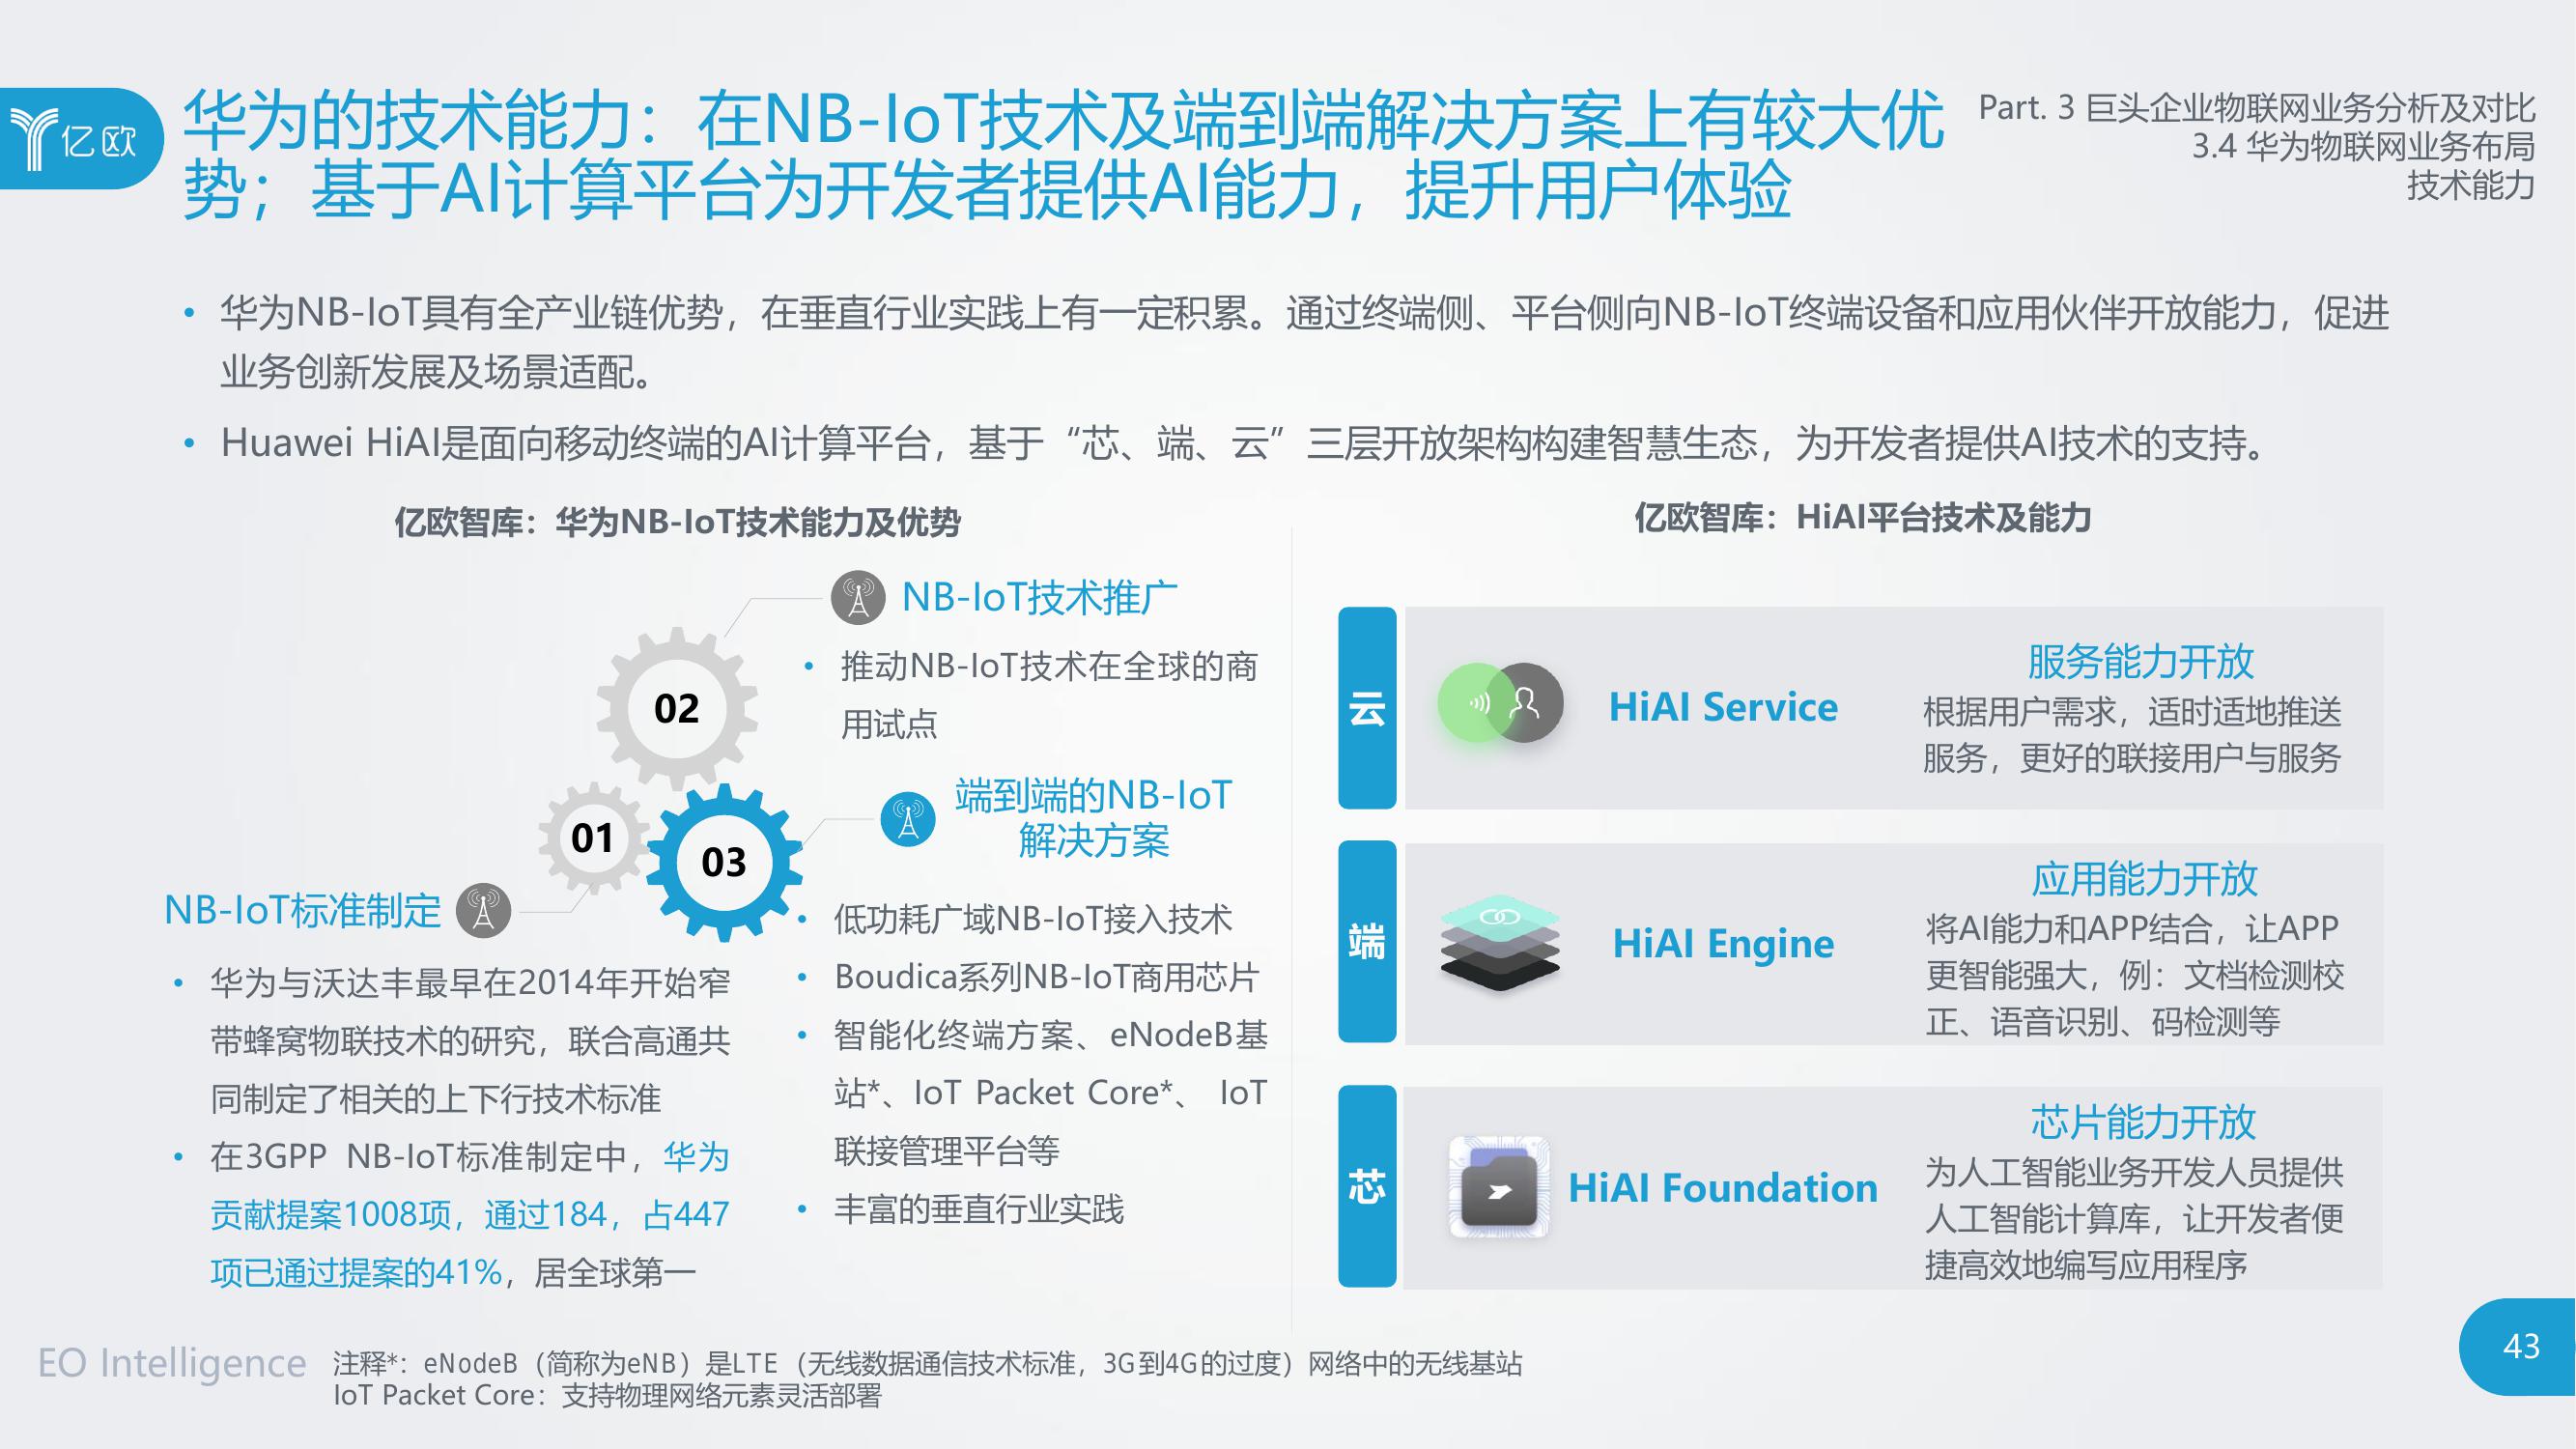 亿欧
华为的技术能力：在NB-IoT技术及端到端解决方案上有较大优
势；基于AI计算平台为开发者提供AI能力，提升用户体验
Part. 3 巨头企业物联网业务分析及对比
3.4 华为物联网业务布局
技术能力
• 华为NB-IoT具有全产业链优势，在垂直行业实践上有一定积累。通过终端侧、平台侧向NB-IoT终端设备和应用伙伴开放能力，促进
业务创新发展及场景适配。
• Huawei HiAI是面向移动终端的AI计算平台，基于“芯、端、云”三层开放架构构建智慧生态，为开发者提供AI技术的支持。
亿欧智库：华为NB-IoT技术能力及优势
02
01
03
NB-IoT技术推广
• 推动NB-IoT技术在全球的商
用试点
端到端的NB-IoT
解决方案
• 低功耗广域NB-IoT接入技术
• Boudica系列NB-IoT商用芯片
• 智能化终端方案、eNodeB基
站*、IoT Packet Core*、 IoT
联接管理平台等
• 丰富的垂直行业实践
NB-IoT标准制定
• 华为与沃达丰最早在2014年开始窄
带蜂窝物联技术的研究，联合高通共
同制定了相关的上下行技术标准
• 在3GPP NB-IoT标准制定中，华为
贡献提案1008项，通过184，占447
项已通过提案的41%，居全球第一
亿欧智库：HiAI平台技术及能力
云
HiAI Service
服务能力开放
根据用户需求，适时适地推送
服务，更好的联接用户与服务
端
HiAI Engine
应用能力开放
将AI能力和APP结合，让APP
更智能强大，例：文档检测校
正、语音识别、码检测等
芯
HiAI Foundation
芯片能力开放
为人工智能业务开发人员提供
人工智能计算库，让开发者便
捷高效地编写应用程序
EO Intelligence
注释*：eNodeB（简称为eNB）是LTE（无线数据通信技术标准，3G到4G的过度）网络中的无线基站
IoT Packet Core：支持物理网络元素灵活部署
43